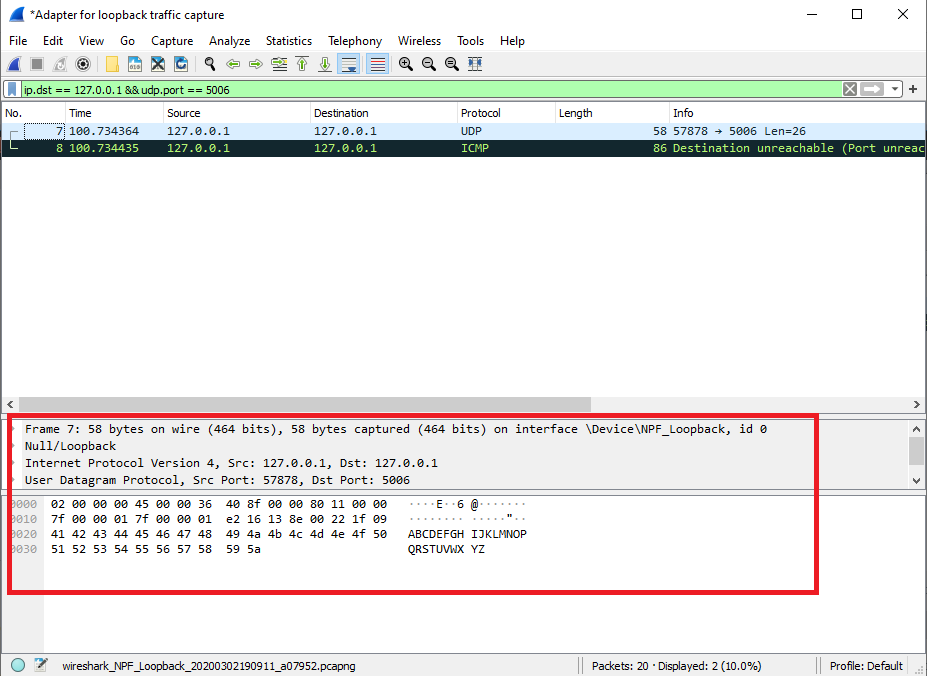 *Adapter for loopback traffic capture
File Edit View Go Capture Analyze Statistics Telephony Wireless Tools Help
ip.dst == 127.0.0.1 && udp.port == 5006
No. Time Source Destination Protocol Length Info
7 100.734364 127.0.0.1 127.0.0.1 UDP 58 57878 → 5006 Len=26
8 100.734435 127.0.0.1 127.0.0.1 ICMP 86 Destination unreachable (Port unreac
Frame 7: 58 bytes on wire (464 bits), 58 bytes captured (464 bits) on interface \Device\NPF_Loopback, id 0
Null/Loopback
Internet Protocol Version 4, Src: 127.0.0.1, Dst: 127.0.0.1
User Datagram Protocol, Src Port: 57878, Dst Port: 5006
0000 02 00 00 00 45 00 00 36 40 8f 00 00 80 11 00 00 ····E··6 @·······
0010 7f 00 00 01 7f 00 00 01 e2 16 13 8e 00 22 1f 09 ········ ·····"··
0020 41 42 43 44 45 46 47 48 49 4a 4b 4c 4d 4e 4f 50 ABCDEFGH IJKLMNOP
0030 51 52 53 54 55 56 57 58 59 5a QRSTUVWX YZ
wireshark_NPF_Loopback_20200302190911_a07952.pcapng Packets: 20 · Displayed: 2 (10.0%) Profile: Default